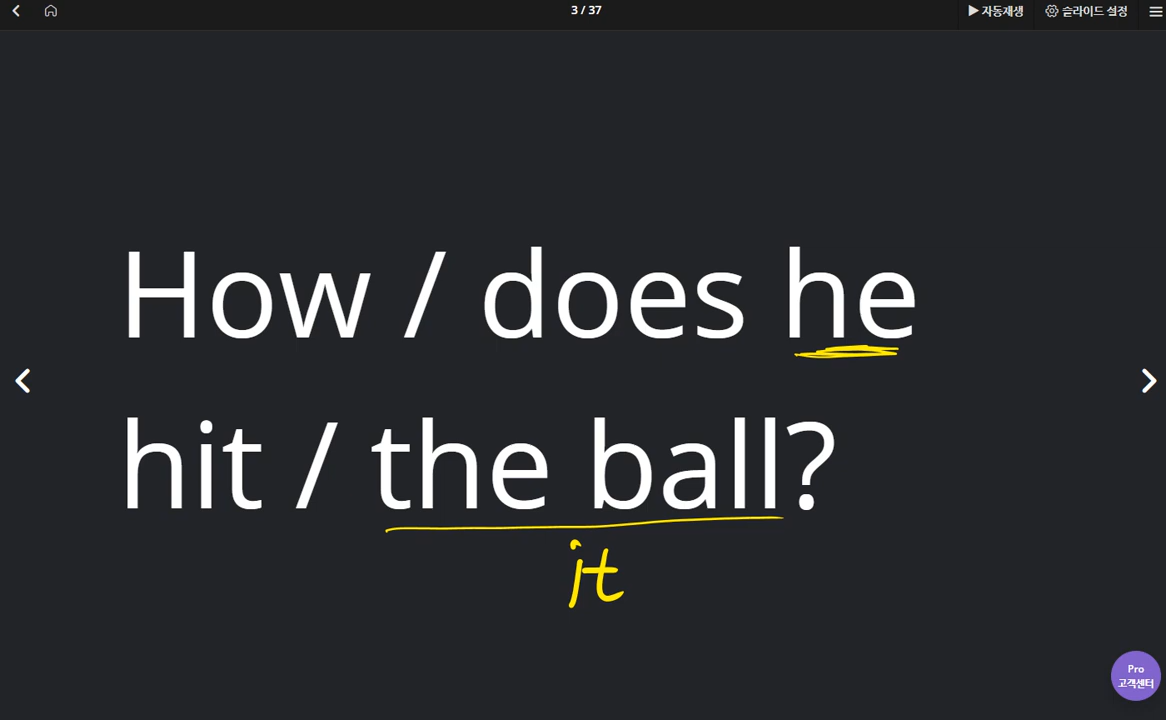 3 / 37
▶ 자동재생
슬라이드 설정
How / does he
hit / the ball?
it
Pro
고객센터